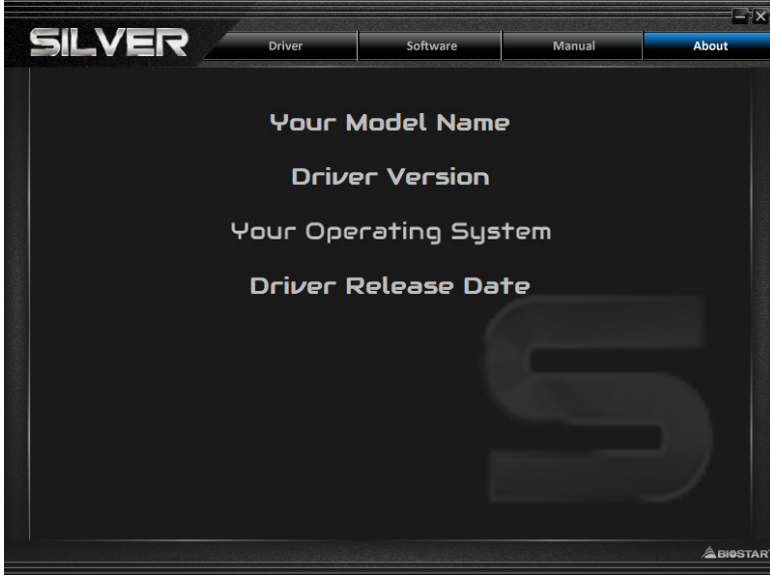 SILVER
Driver Software Manual About
Your Model Name
Driver Version
Your Operating System
Driver Release Date
BIOSTAR